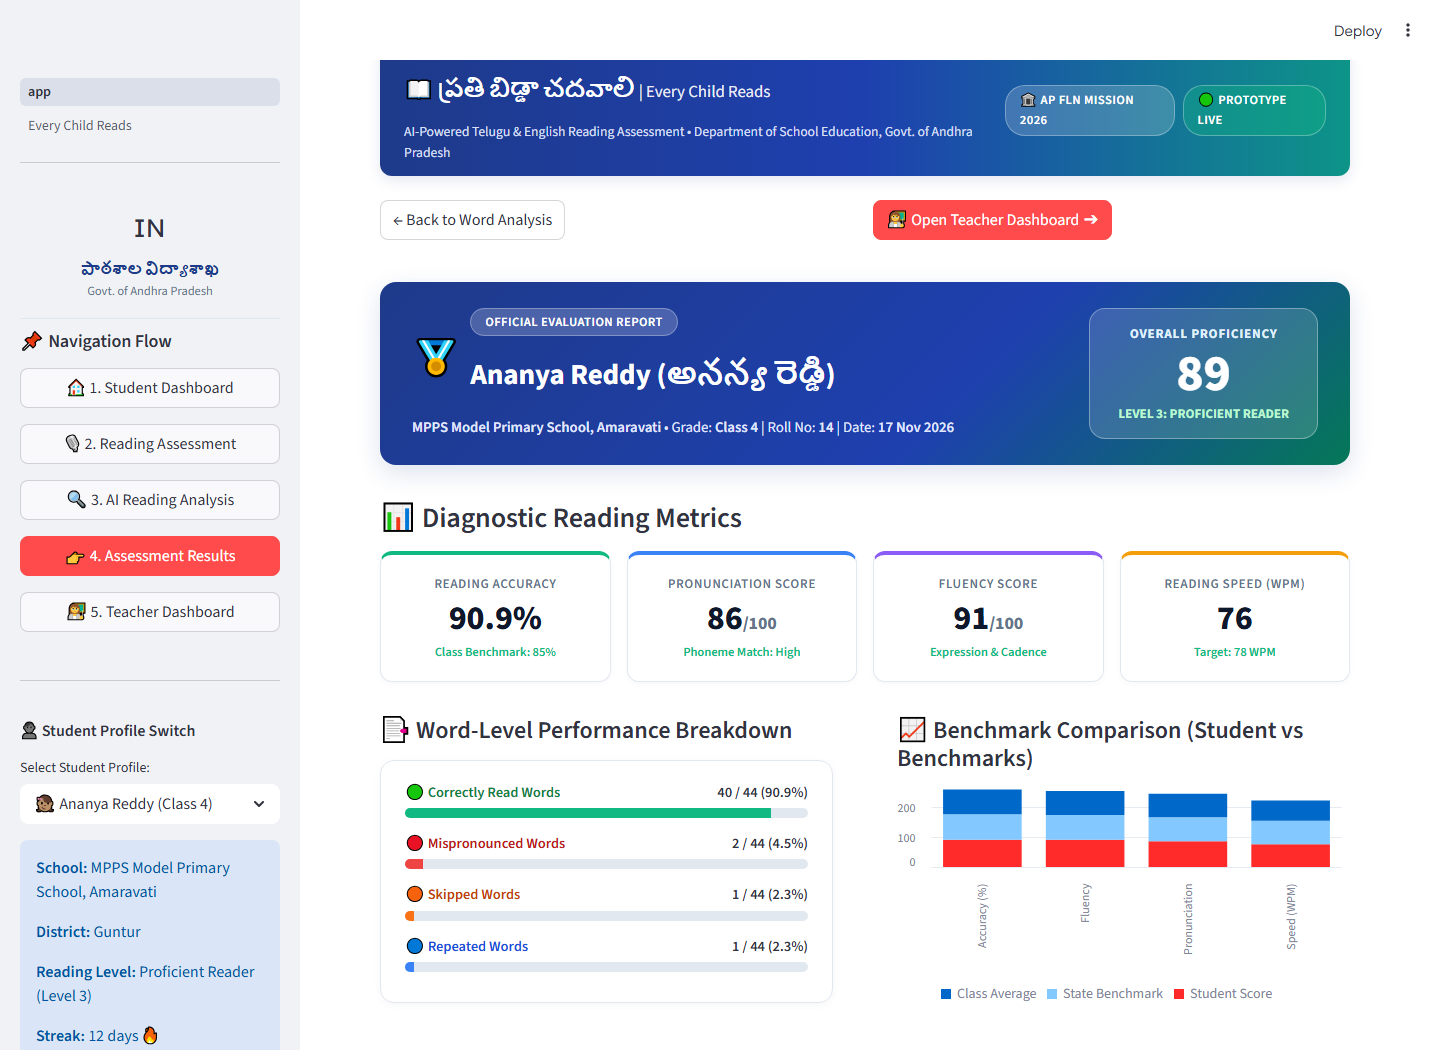 Deploy
app
Every Child Reads
IN
పాఠశాల విద్యాశాఖ
Govt. of Andhra Pradesh
📌 Navigation Flow
🏠 1. Student Dashboard
🎙 2. Reading Assessment
🔍 3. AI Reading Analysis
👉 4. Assessment Results
👩‍🏫 5. Teacher Dashboard
👤 Student Profile Switch
Select Student Profile:
👧🏽 Ananya Reddy (Class 4)
School: MPPS Model Primary
School, Amaravati
District: Guntur
Reading Level: Proficient Reader
(Level 3)
Streak: 12 days 🔥
📖 ప్రతి బిడ్డా చదవాలి | Every Child Reads
AI-Powered Telugu & English Reading Assessment • Department of School Education, Govt. of Andhra
Pradesh
🏛 AP FLN MISSION
2026
🟢 PROTOTYPE
LIVE
← Back to Word Analysis
👩‍🏫 Open Teacher Dashboard ➔
OFFICIAL EVALUATION REPORT
🏅 Ananya Reddy (అనన్య రెడ్డి)
MPPS Model Primary School, Amaravati • Grade: Class 4 | Roll No: 14 | Date: 17 Nov 2026
OVERALL PROFICIENCY
89
LEVEL 3: PROFICIENT READER
📊 Diagnostic Reading Metrics
READING ACCURACY
90.9%
Class Benchmark: 85%
PRONUNCIATION SCORE
86/100
Phoneme Match: High
FLUENCY SCORE
91/100
Expression & Cadence
READING SPEED (WPM)
76
Target: 78 WPM
📑 Word-Level Performance Breakdown
🟢 Correctly Read Words 40 / 44 (90.9%)
🔴 Mispronounced Words 2 / 44 (4.5%)
🟠 Skipped Words 1 / 44 (2.3%)
🔵 Repeated Words 1 / 44 (2.3%)
📈 Benchmark Comparison (Student vs
Benchmarks)
200
100
0
Accuracy (%)
Fluency
Pronunciation
Speed (WPM)
Class Average State Benchmark Student Score